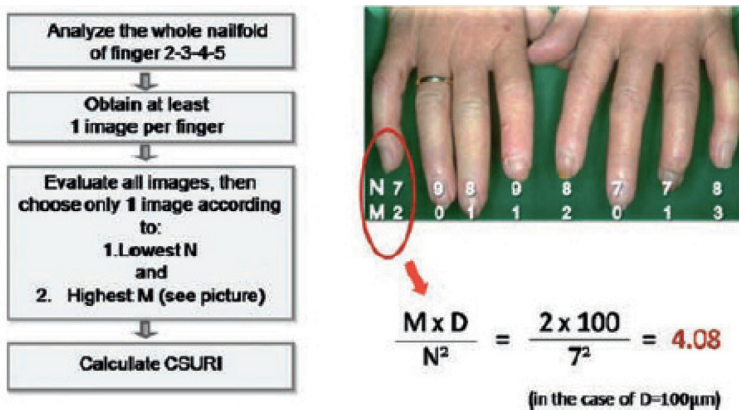 Analyze the whole nailfold
of finger 2-3-4-5
Obtain at least
1 image per finger
Evaluate all images, then
choose only 1 image according
to:
1.Lowest N
and
2. Highest M (see picture)
Calculate CSURI
N 7 9 8 9 8 7 7 8
M 2 0 1 1 2 0 1 3
M x D
N²
= 2 x 100
7²
= 4.08
(in the case of D=100µm)